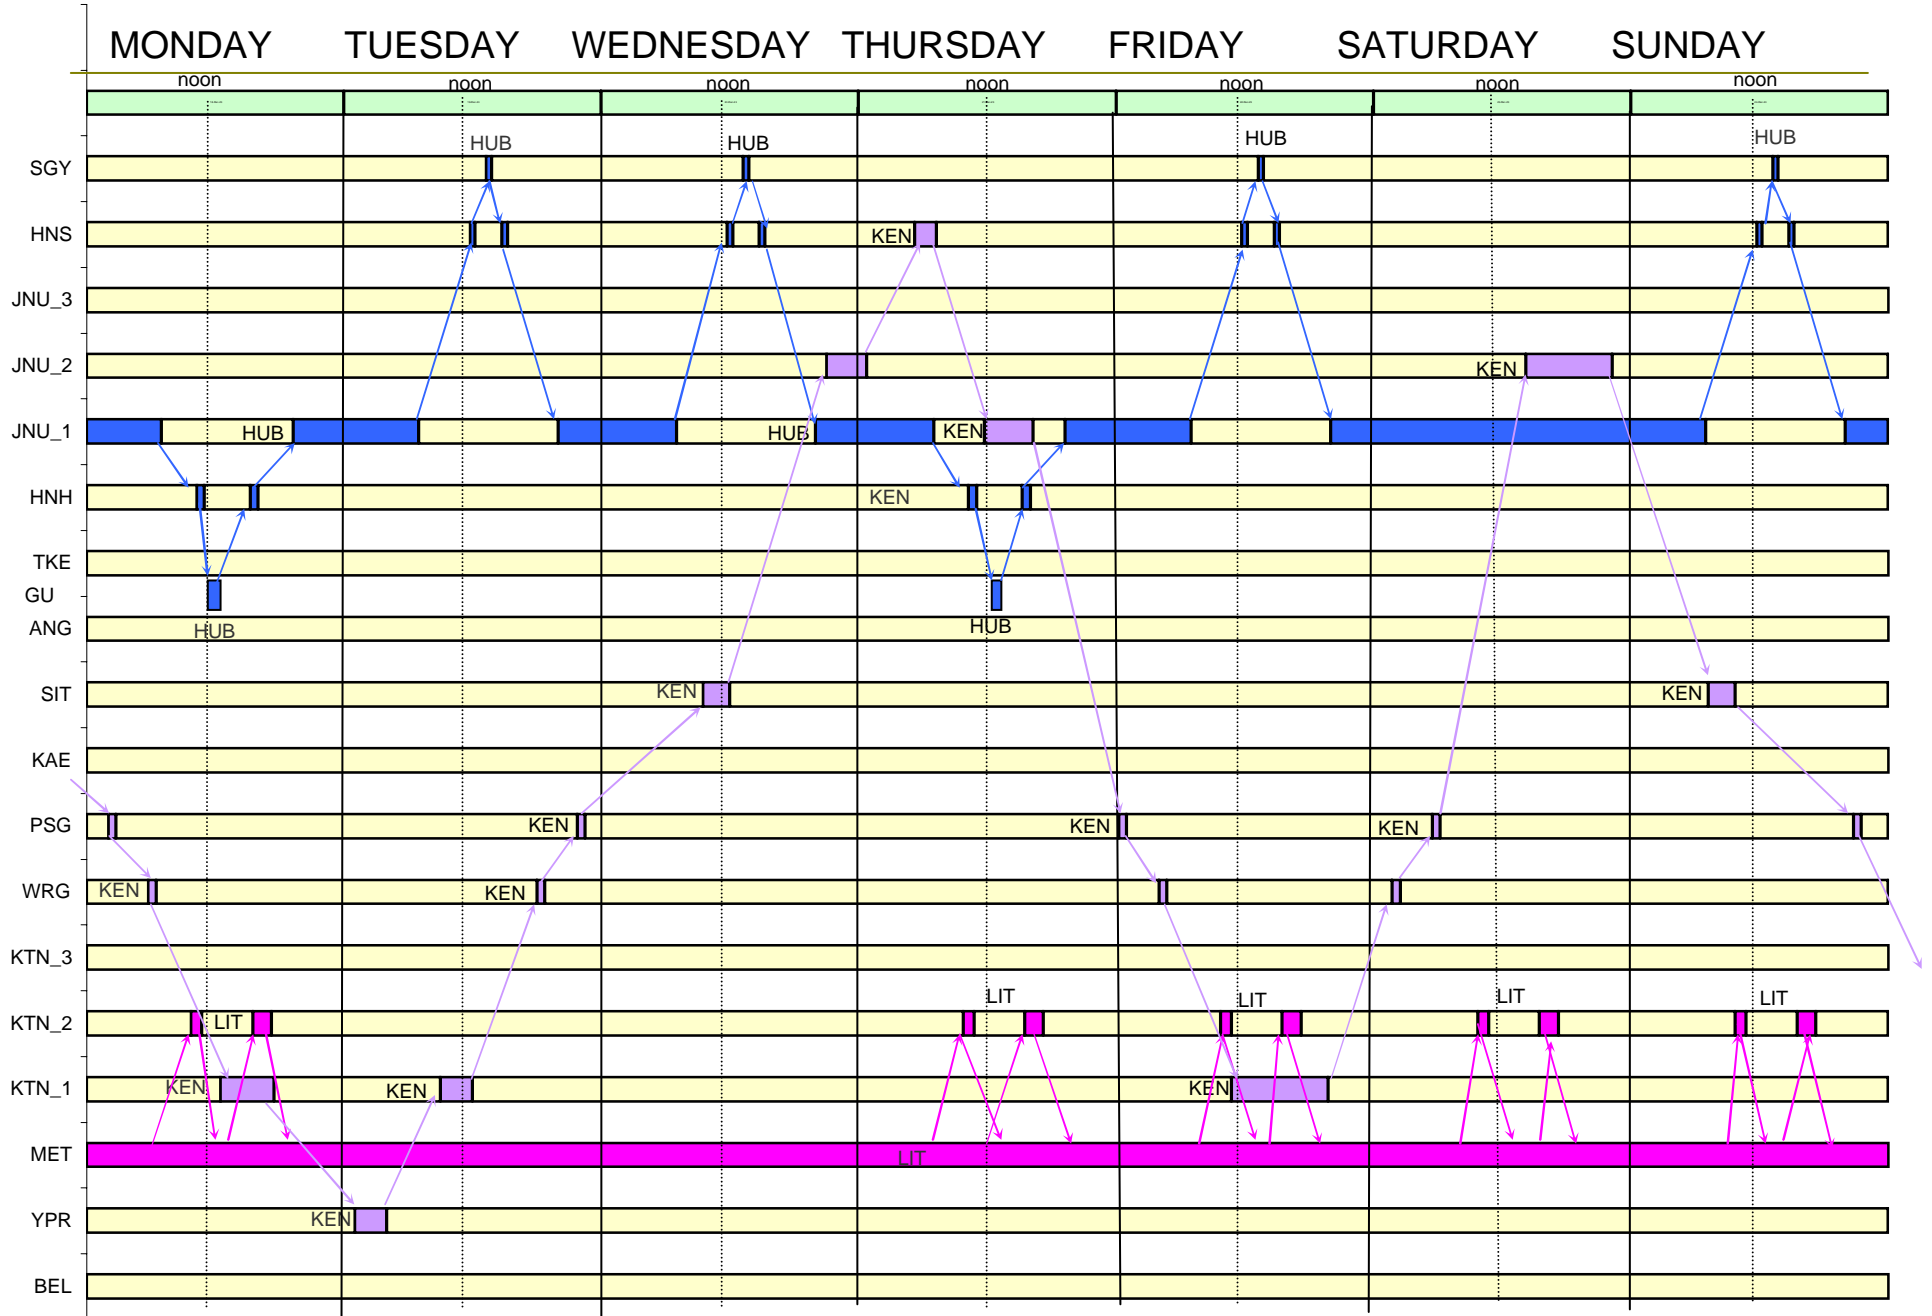 MONDAY TUESDAY WEDNESDAY THURSDAY FRIDAY SATURDAY SUNDAY
noon noon noon noon noon noon noon
HUB HUB HUB HUB
SGY
HNS KEN
JNU_3
JNU_2 KEN
JNU_1 HUB HUB KEN
HNH KEN
TKE
GU
ANG HUB HUB
SIT KEN KEN
KAE
PSG KEN KEN KEN
WRG KEN KEN
KTN_3
LIT LIT LIT LIT
KTN_2 LIT
KTN_1 KEN KEN KEN
MET LIT
YPR KEN
BEL